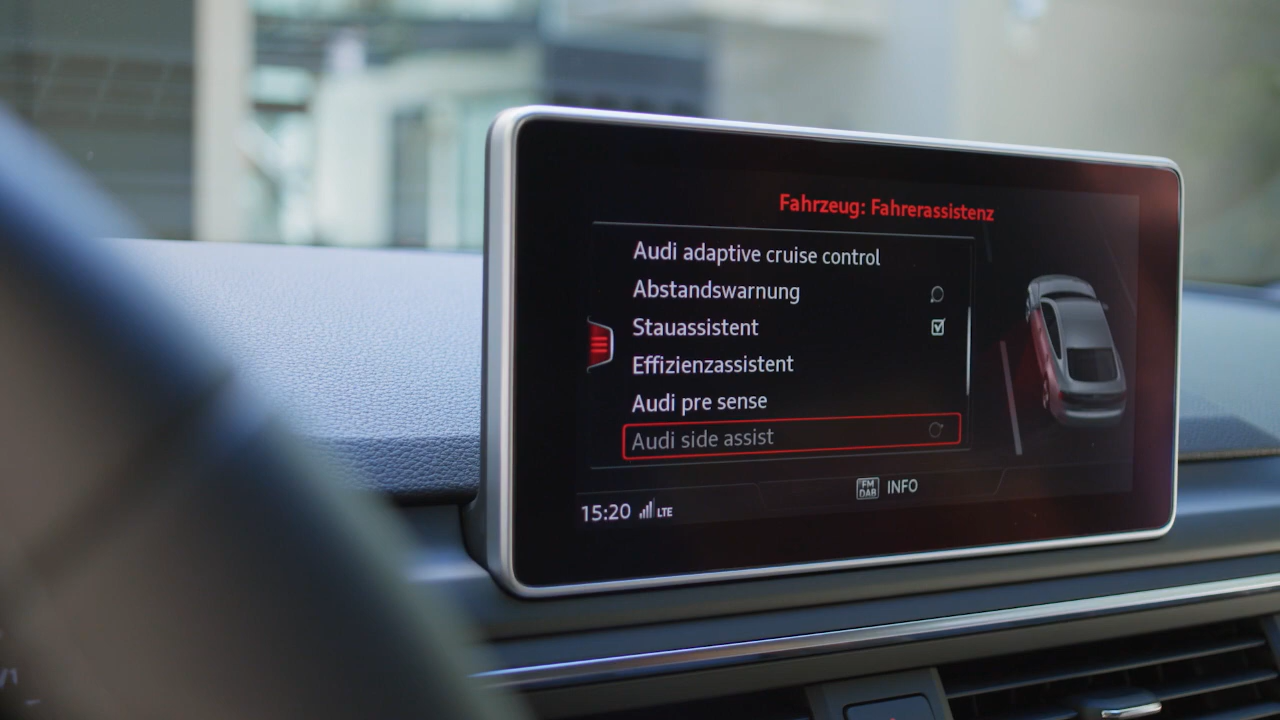 Fahrzeug: Fahrerassistenz
Audi adaptive cruise control
Abstandswarnung
Stauassistent
Effizienzassistent
Audi pre sense
Audi side assist
FM
DAB
INFO
15:20 LTE